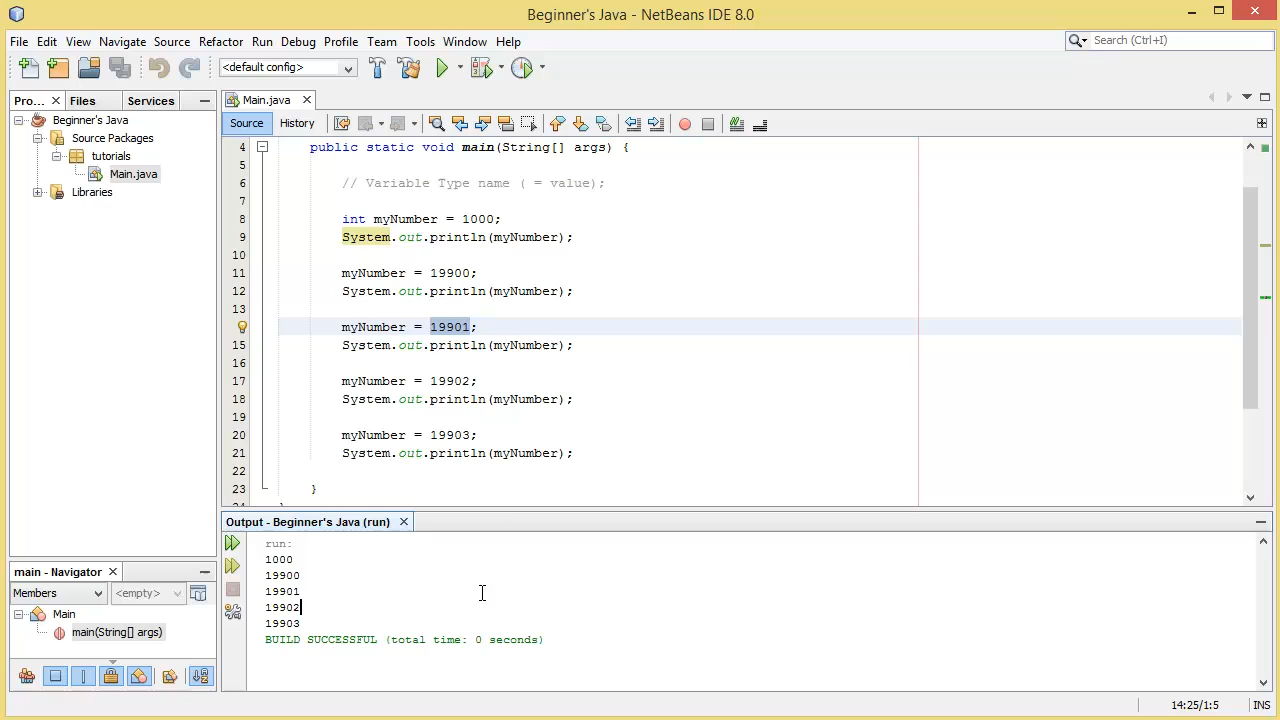 Beginner's Java - NetBeans IDE 8.0
File Edit View Navigate Source Refactor Run Debug Profile Team Tools Window Help
Search (Ctrl+I)
<default config>
Pro... Files Services
Beginner's Java
Source Packages
tutorials
Main.java
Libraries
Main.java
Source History
4 public static void main(String[] args) {
5
6 // Variable Type name ( = value);
7
8 int myNumber = 1000;
9 System.out.println(myNumber);
10
11 myNumber = 19900;
12 System.out.println(myNumber);
13
myNumber = 19901;
15 System.out.println(myNumber);
16
17 myNumber = 19902;
18 System.out.println(myNumber);
19
20 myNumber = 19903;
21 System.out.println(myNumber);
22
23 }
main - Navigator
Members <empty>
Main
main(String[] args)
Output - Beginner's Java (run)
run:
1000
19900
19901
19902
19903
BUILD SUCCESSFUL (total time: 0 seconds)
14:25/1:5 INS